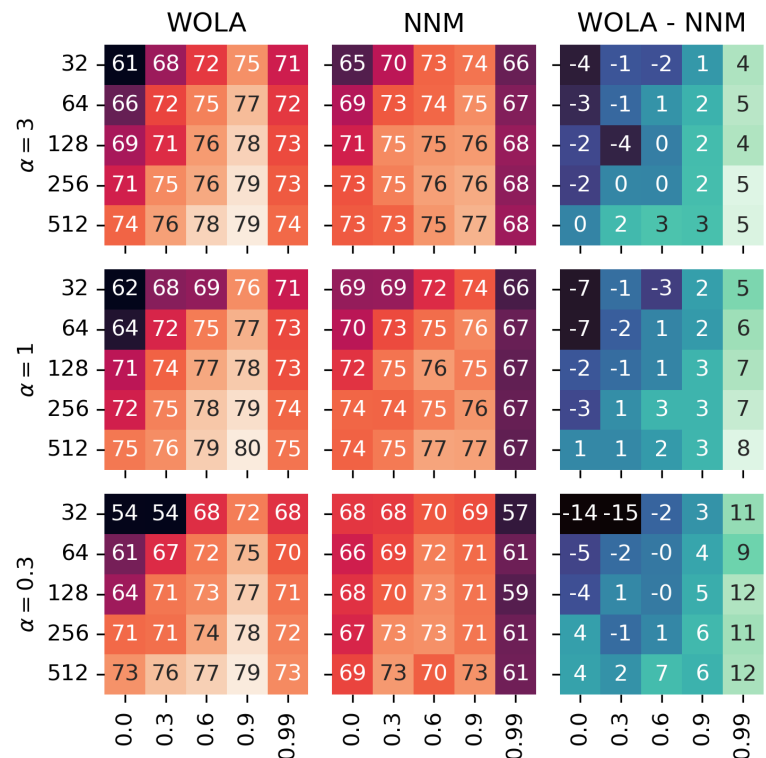 WOLA NNM WOLA - NNM
α = 3
32 61 68 72 75 71 65 70 73 74 66 -4 -1 -2 1 4
64 66 72 75 77 72 69 73 74 75 67 -3 -1 1 2 5
128 69 71 76 78 73 71 75 75 76 68 -2 -4 0 2 4
256 71 75 76 79 73 73 75 76 76 68 -2 0 0 2 5
512 74 76 78 79 74 73 73 75 77 68 0 2 3 3 5
α = 1
32 62 68 69 76 71 69 69 72 74 66 -7 -1 -3 2 5
64 64 72 75 77 73 70 73 75 76 67 -7 -2 1 2 6
128 71 74 77 78 73 72 75 76 75 67 -2 -1 1 3 7
256 72 75 78 79 74 74 74 75 76 67 -3 1 3 3 7
512 75 76 79 80 75 74 75 77 77 67 1 1 2 3 8
α = 0.3
32 54 54 68 72 68 68 68 70 69 57 -14 -15 -2 3 11
64 61 67 72 75 70 66 69 72 71 61 -5 -2 -0 4 9
128 64 71 73 77 71 68 70 73 71 59 -4 1 -0 5 12
256 71 71 74 78 72 67 73 73 71 61 4 -1 1 6 11
512 73 76 77 79 73 69 73 70 73 61 4 2 7 6 12
0.0 0.3 0.6 0.9 0.99 0.0 0.3 0.6 0.9 0.99 0.0 0.3 0.6 0.9 0.99